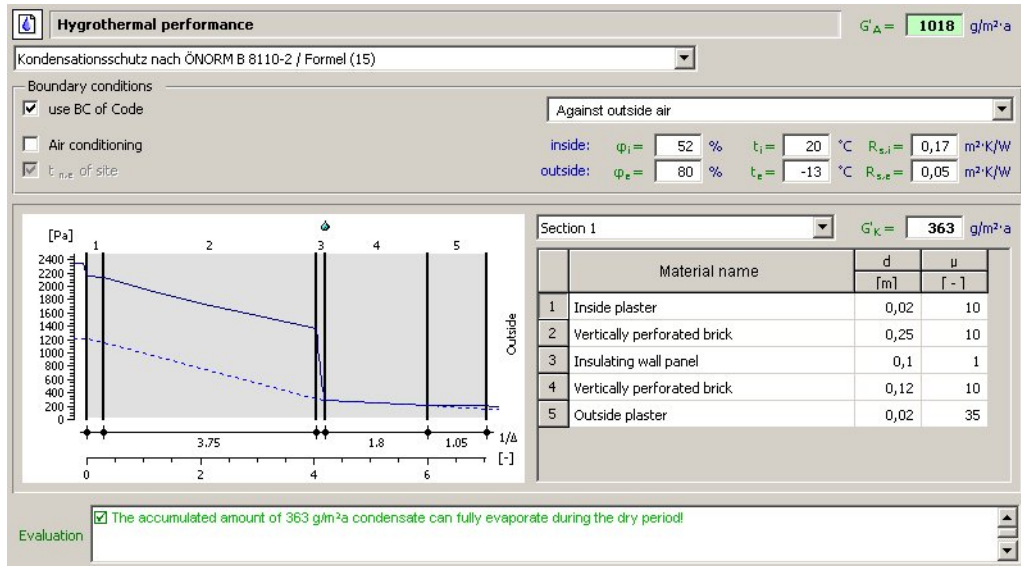 Hygrothermal performance
G'A = 1018 g/m²·a
Kondensationsschutz nach ÖNORM B 8110-2 / Formel (15)
Boundary conditions
use BC of Code
Against outside air
Air conditioning
inside: φi = 52 % ti = 20 °C Rs,i = 0,17 m²·K/W
t n,e of site
outside: φe = 80 % te = -13 °C Rs,e = 0,05 m²·K/W
[Pa]
1 2 3 4 5
2400
2200
2000
1800
1600
1400
1200
1000
800
600
400
200
0
Outside
3.75 1.8 1.05 1/Δ
[-]
0 2 4 6
Section 1
G'K = 363 g/m²·a
Material name d µ
[m] [ - ]
1 Inside plaster 0,02 10
2 Vertically perforated brick 0,25 10
3 Insulating wall panel 0,1 1
4 Vertically perforated brick 0,12 10
5 Outside plaster 0,02 35
Evaluation
The accumulated amount of 363 g/m²a condensate can fully evaporate during the dry period!